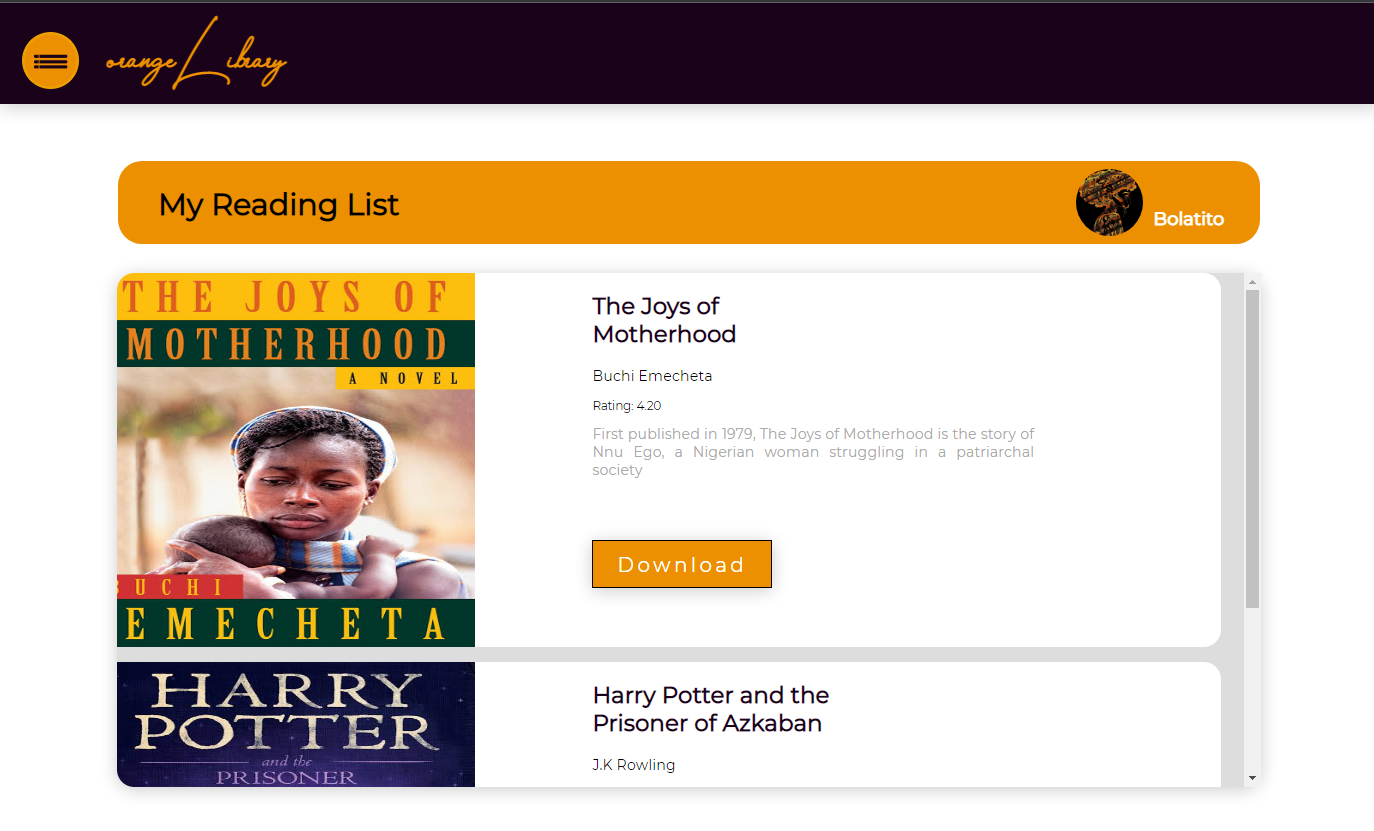 orange Library
My Reading List
Bolatito
THE JOYS OF
MOTHERHOOD
A NOVEL
BUCHI
EMECHETA
The Joys of
Motherhood
Buchi Emecheta
Rating: 4.20
First published in 1979, The Joys of Motherhood is the story of
Nnu Ego, a Nigerian woman struggling in a patriarchal
society
Download
HARRY
POTTER
and the
PRISONER
Harry Potter and the
Prisoner of Azkaban
J.K Rowling